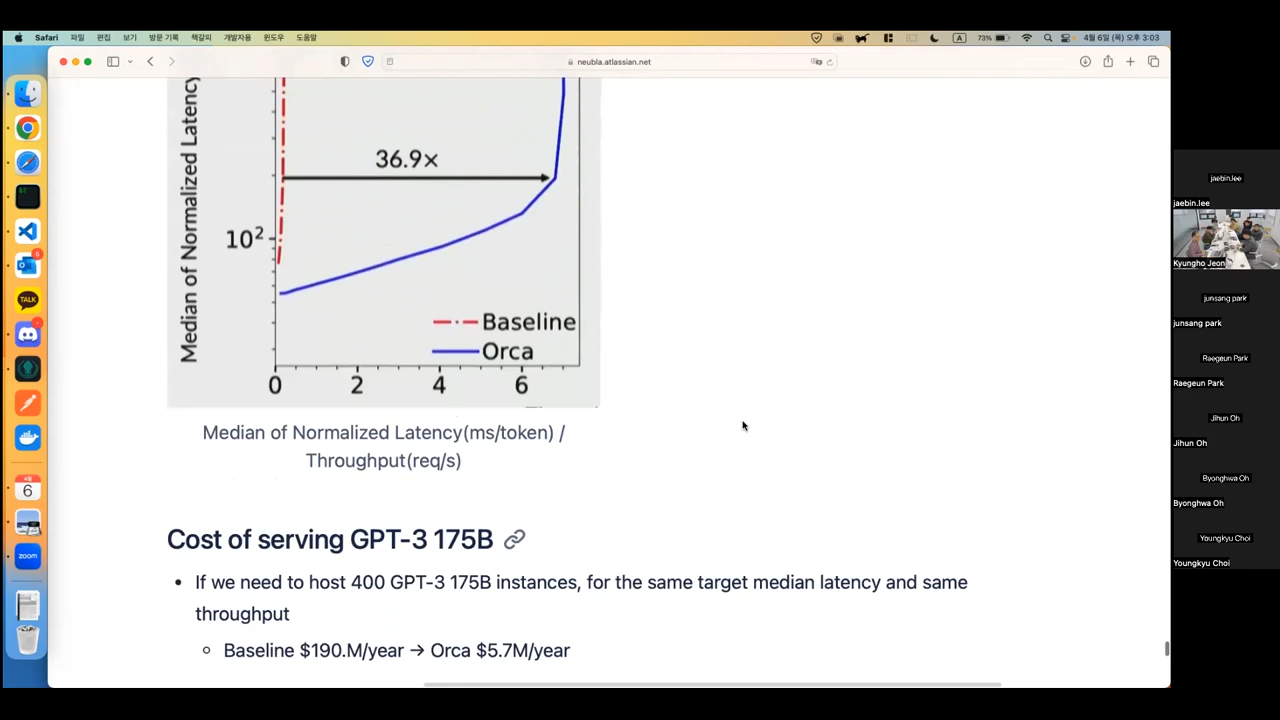 Safari 파일 편집 보기 방문 기록 책갈피 개발자용 윈도우 도움말
A 73% 4월 6일 (목) 오후 3:03
neubla.atlassian.net
Median of Normalized Latency
36.9×
10²
Baseline
Orca
0 2 4 6
Median of Normalized Latency(ms/token) /
Throughput(req/s)
Cost of serving GPT-3 175B
• If we need to host 400 GPT-3 175B instances, for the same target median latency and same
throughput
○ Baseline $190.M/year → Orca $5.7M/year
TALK
6
zoom
jaebin.lee
jaebin.lee
Kyungho Jeon
junsang park
junsang park
Raegeun Park
Raegeun Park
Jihun Oh
Jihun Oh
Byonghwa Oh
Byonghwa Oh
Youngkyu Choi
Youngkyu Choi